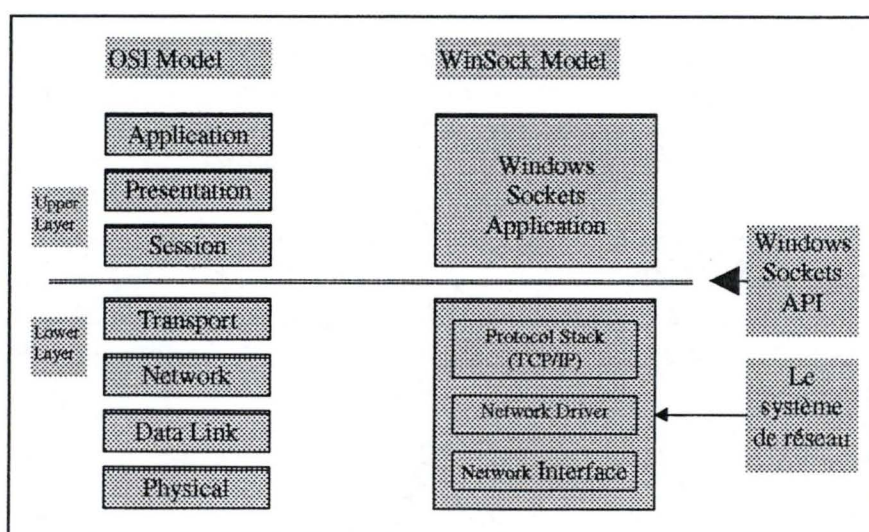 OSI Model
WinSock Model
Application
Presentation
Session
Upper
Layer
Windows
Sockets
Application
Windows
Sockets
API
Lower
Layer
Transport
Network
Data Link
Physical
Protocol Stack
(TCP/IP)
Network Driver
Network Interface
Le
système
de réseau